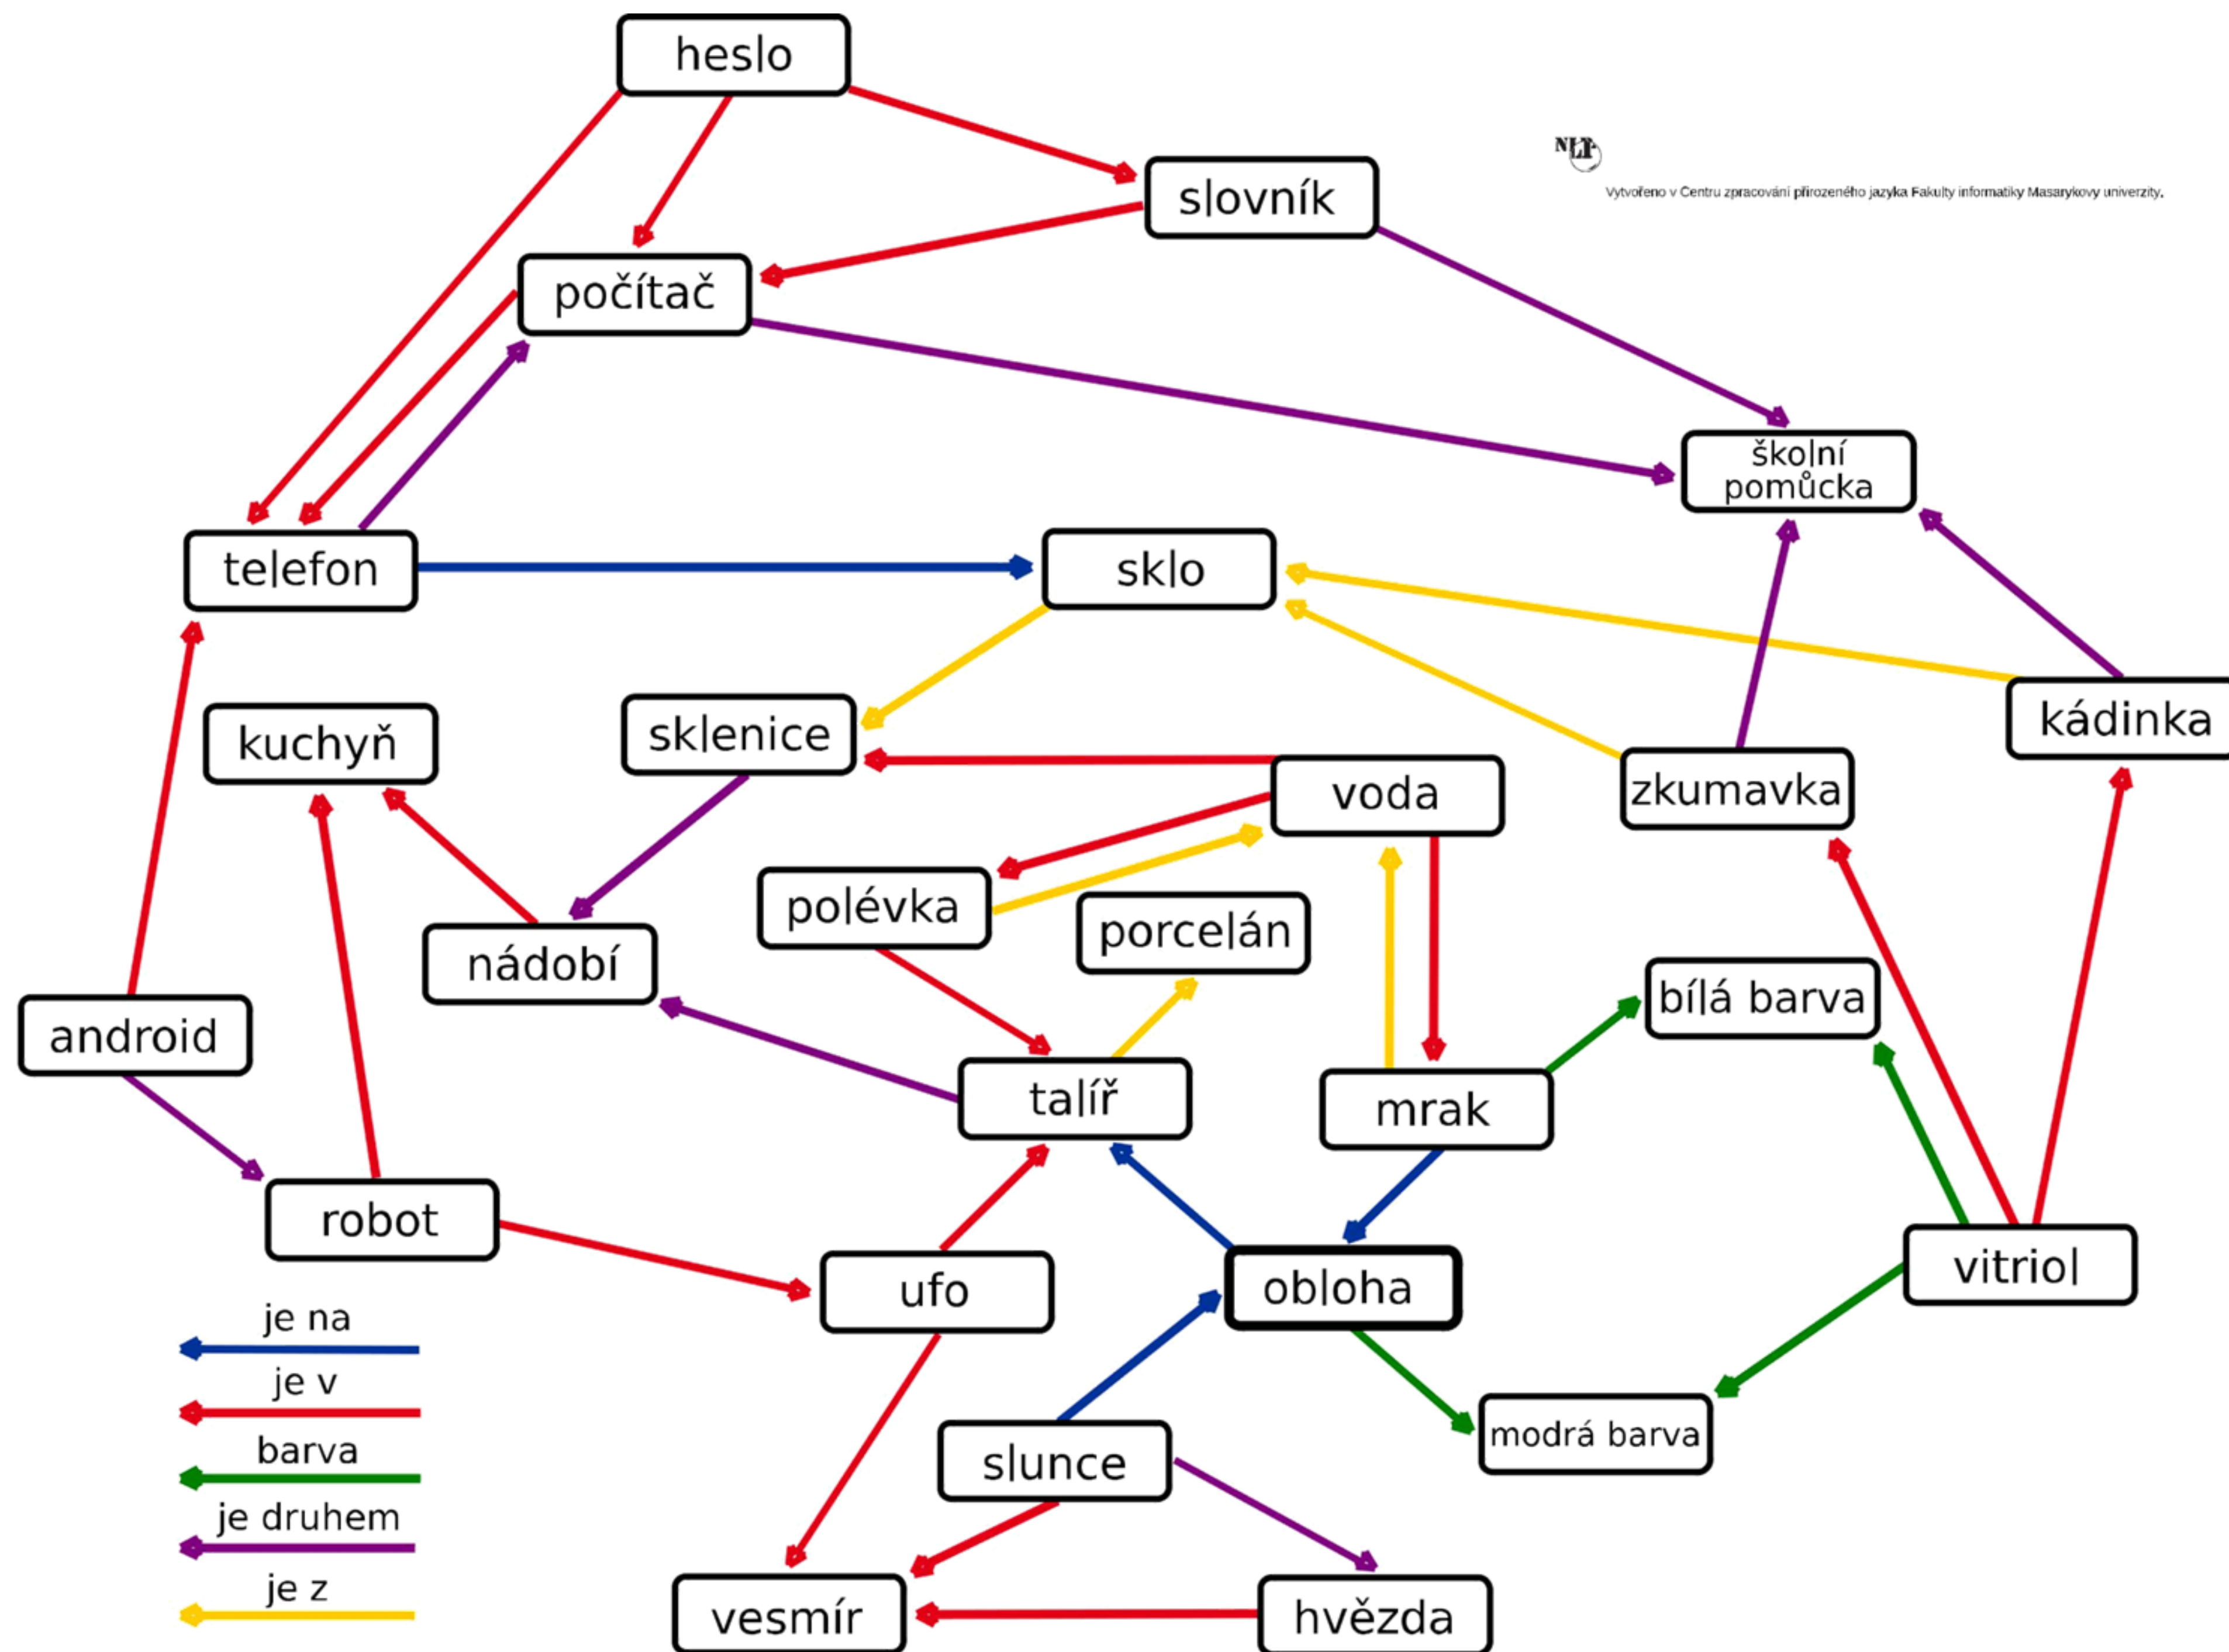 heslo
slovník
NLP
Vytvořeno v Centru zpracování přirozeného jazyka Fakulty informatiky Masarykovy univerzity.
počítač
školní
pomůcka
telefon
sklo
kuchyň
sklenice
kádinka
voda
zkumavka
polévka
porcelán
nádobí
bílá barva
android
talíř
mrak
robot
ufo
obloha
vitriol
je na
je v
barva
modrá barva
slunce
je druhem
je z
vesmír
hvězda